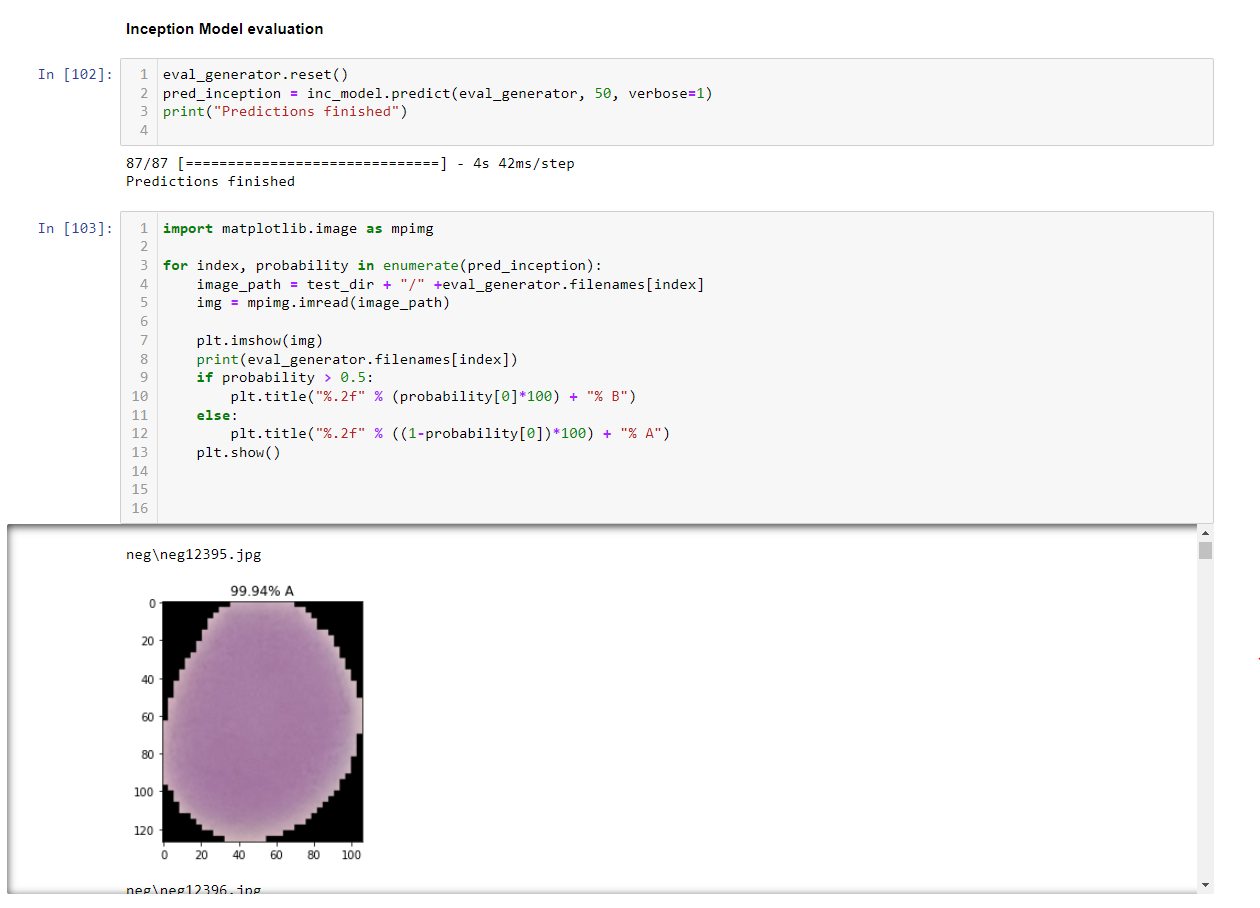 Inception Model evaluation
In [102]:
1 eval_generator.reset()
2 pred_inception = inc_model.predict(eval_generator, 50, verbose=1)
3 print("Predictions finished")
4
87/87 [==============================] - 4s 42ms/step
Predictions finished
In [103]:
1 import matplotlib.image as mpimg
2
3 for index, probability in enumerate(pred_inception):
4     image_path = test_dir + "/" +eval_generator.filenames[index]
5     img = mpimg.imread(image_path)
6
7     plt.imshow(img)
8     print(eval_generator.filenames[index])
9     if probability > 0.5:
10         plt.title("%.2f" % (probability[0]*100) + "% B")
11     else:
12         plt.title("%.2f" % ((1-probability[0])*100) + "% A")
13     plt.show()
14
15
16
neg\neg12395.jpg
99.94% A
0
20
40
60
80
100
120
0 20 40 60 80 100
neg\neg12396.jpg